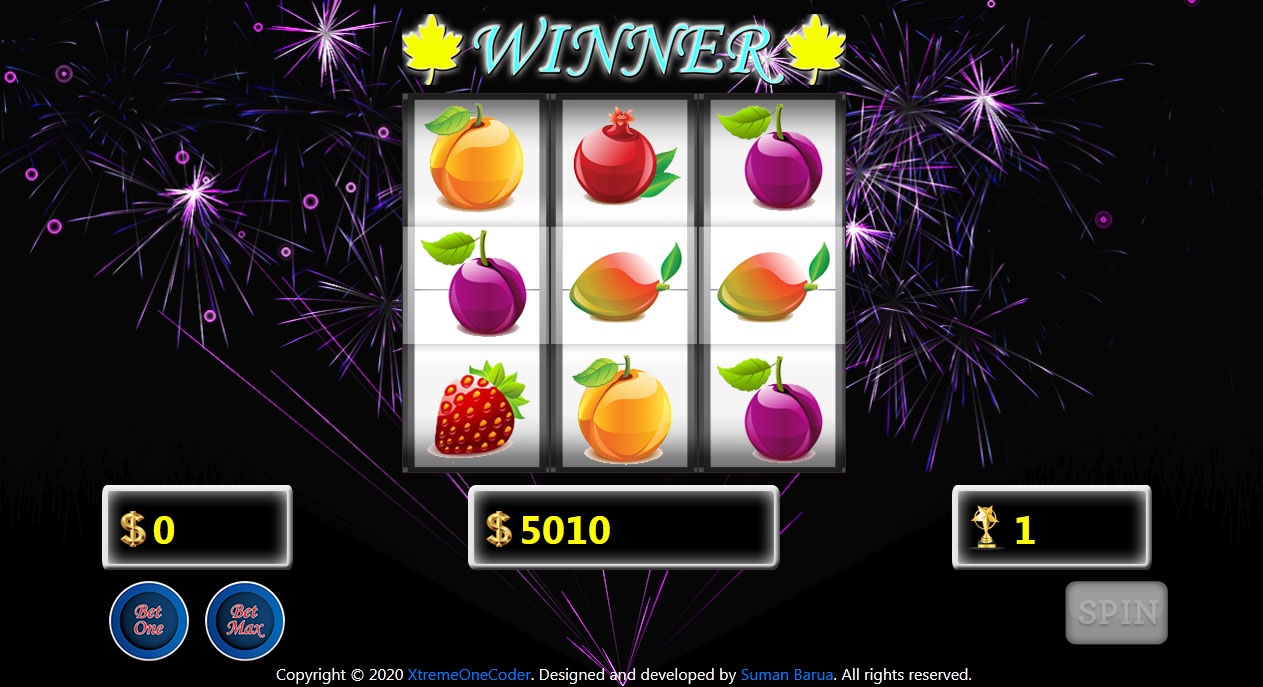 WINNER
$ 0
$ 5010
1
Bet
One
Bet
Max
SPIN
Copyright © 2020 XtremeOneCoder. Designed and developed by Suman Barua. All rights reserved.